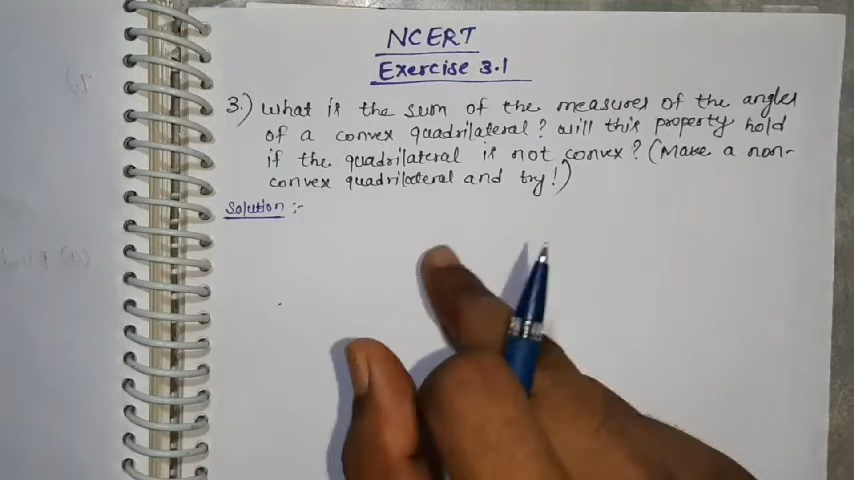 NCERT
Exercise 3.1
3.) What is the sum of the measures of the angles
of a convex quadrilateral? will this property hold
if the quadrilateral is not convex? (Make a non-
convex quadrilateral and try!)
Solution :-